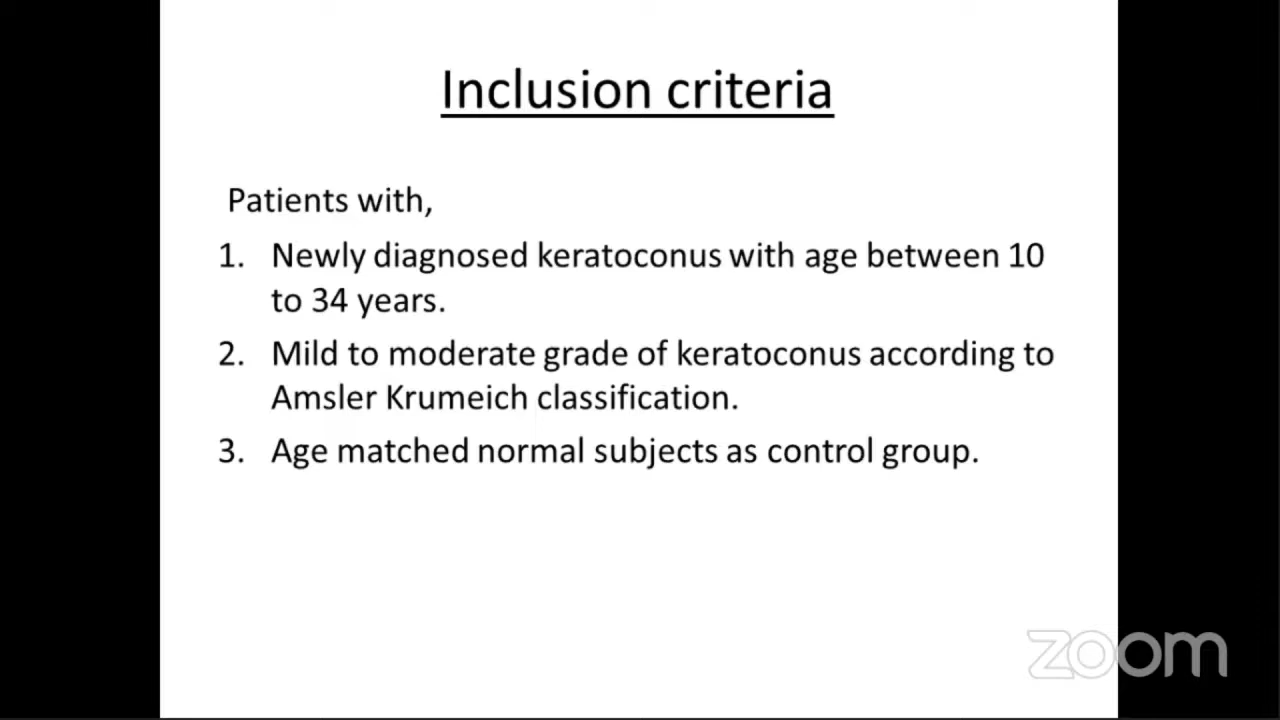 Inclusion criteria
Patients with,
1. Newly diagnosed keratoconus with age between 10
to 34 years.
2. Mild to moderate grade of keratoconus according to
Amsler Krumeich classification.
3. Age matched normal subjects as control group.
zoom